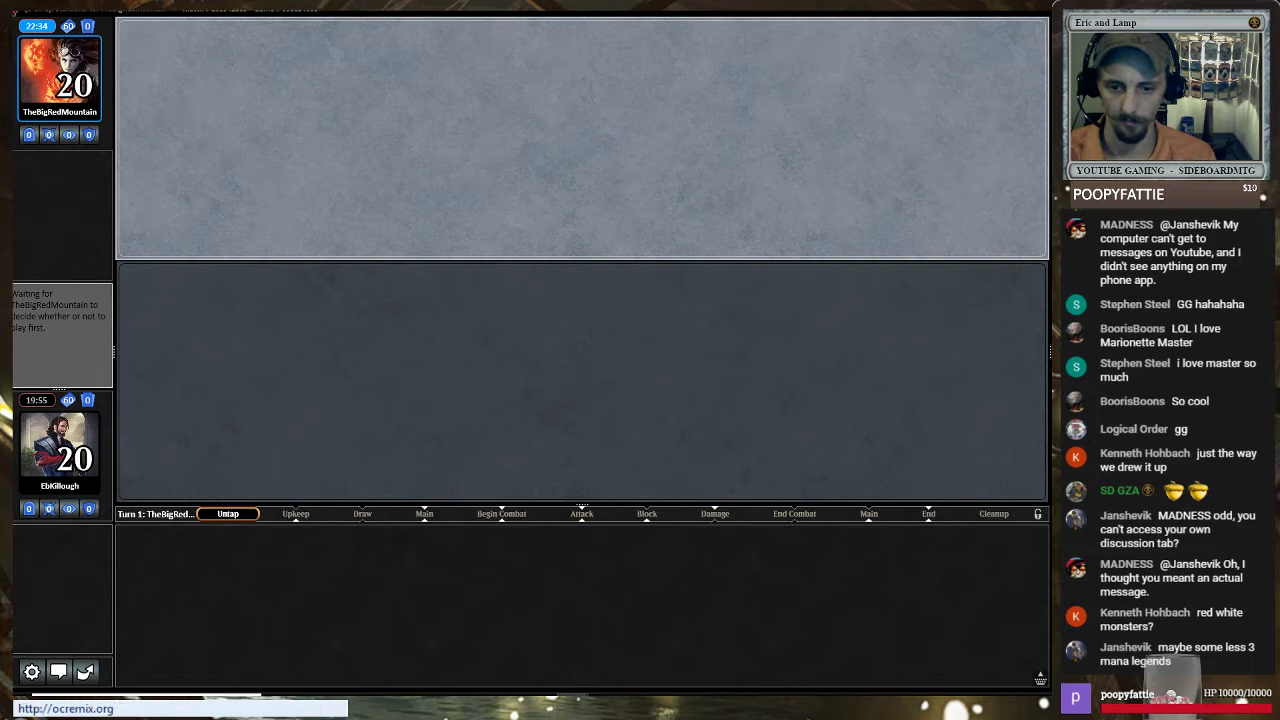 22:34 60 0
20
TheBigRedMountain
0 0 0 0
Waiting for
TheBigRedMountain to
decide whether or not to
play first.
19:55 60 0
20
EbKillough
0 0 0 0
Turn 1: TheBigRed... Untap Upkeep Draw Main Begin Combat Attack Block Damage End Combat Main End Cleanup
http://ocremix.org
Eric and Lamp
YOUTUBE GAMING - SIDEBOARDMTG
POOPYFATTIE $10
MADNESS @Janshevik My
computer can't get to
messages on Youtube, and I
didn't see anything on my
phone app.
Stephen Steel GG hahahaha
BoorisBoons LOL I love
Marionette Master
Stephen Steel i love master so
much
BoorisBoons So cool
Logical Order gg
Kenneth Hohbach just the way
we drew it up
SD GZA
Janshevik MADNESS odd, you
can't access your own
discussion tab?
MADNESS @Janshevik Oh, I
thought you meant an actual
message.
Kenneth Hohbach red white
monsters?
Janshevik maybe some less 3
mana legends
poopyfattie HP 10000/10000